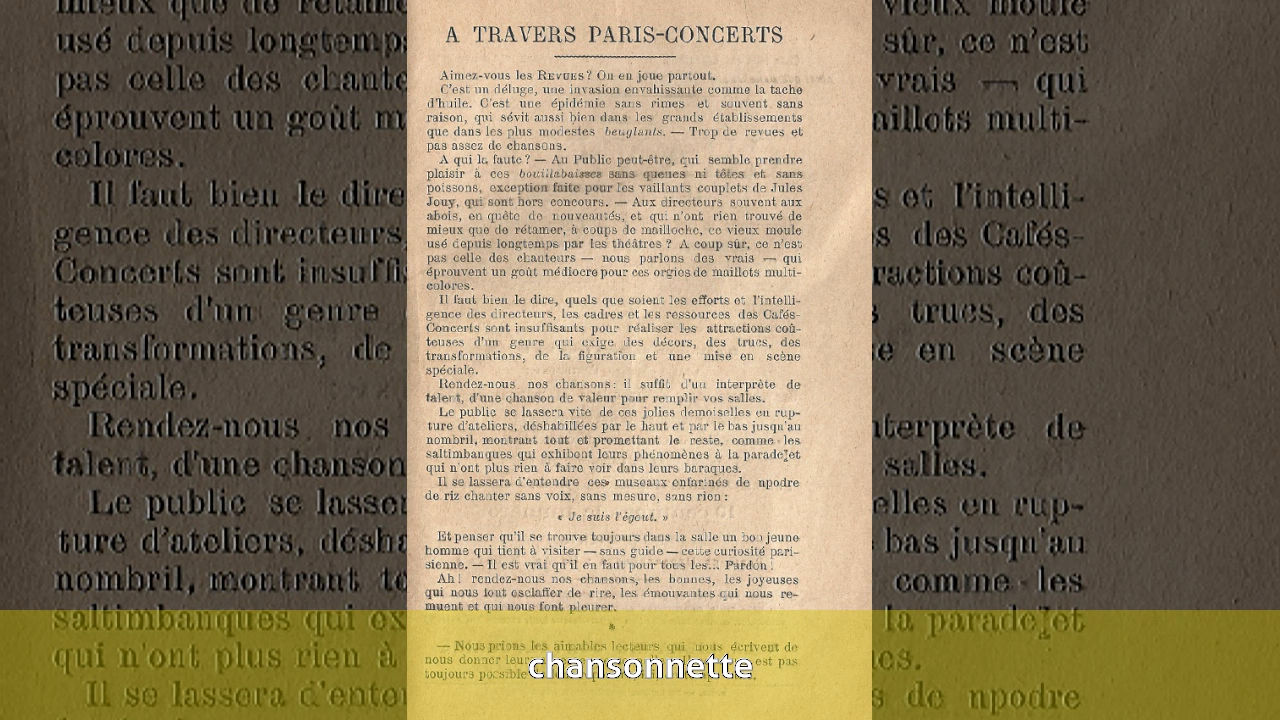 A TRAVERS PARIS-CONCERTS
Aimez-vous les REVUES? On en joue partout.
C'est un déluge, une invasion envahissante comme la tache
d'huile. C'est une épidémie sans rimes et souvent sans
raison, qui sévit aussi bien dans les grands établissements
que dans les plus modestes beuglants. — Trop de revues et
pas assez de chansons.
A qui la faute? — Au Public peut-être, qui semble prendre
plaisir à ces bouillabaisses sans queues ni têtes et sans
poissons, exception faite pour les vaillants couplets de Jules
Jouy, qui sont hors concours. — Aux directeurs souvent aux
abois, en quête de nouveautés, et qui n'ont rien trouvé de
mieux que de rétamer, à coups de mailloche, ce vieux moule
usé depuis longtemps par les théâtres? A coup sûr, ce n'est
pas celle des chanteurs — nous parlons des vrais — qui
éprouvent un goût médiocre pour ces orgies de maillots multi-
colores.
Il faut bien le dire, quels que soient les efforts et l'intelli-
gence des directeurs, les cadres et les ressources des Cafés-
Concerts sont insuffisants pour réaliser les attractions coû-
teuses d'un genre qui exige des décors, des trucs, des
transformations, de la figuration et une mise en scène
spéciale.
Rendez-nous nos chansons: il suffit d'un interprète de
talent, d'une chanson de valeur pour remplir vos salles.
Le public se lassera vite de ces jolies demoiselles en rup-
ture d'ateliers, déshabillées par le haut et par le bas jusqu'au
nombril, montrant tout et promettant le reste, comme les
saltimbanques qui exhibent leurs phénomènes à la parade et
qui n'ont plus rien à faire voir dans leurs baraques.
Il se lassera d'entendre ces museaux enfarinés de npodre
de riz chanter sans voix, sans mesure, sans rien:
« Je suis l'égout. »
Et penser qu'il se trouve toujours dans la salle un bon jeune
homme qui tient à visiter — sans guide — cette curiosité pari-
sienne. — Il est vrai qu'il en faut pour tous les... Pardon!
Ah! rendez-nous nos chansons, les bonnes, les joyeuses
qui nous font esclaffer de rire, les émouvantes qui nous re-
muent et qui nous font pleurer.
*
— Nous prions les aimables lecteurs, qui nous écrivent de
nous donner leur est pas
toujours possible
chansonnette